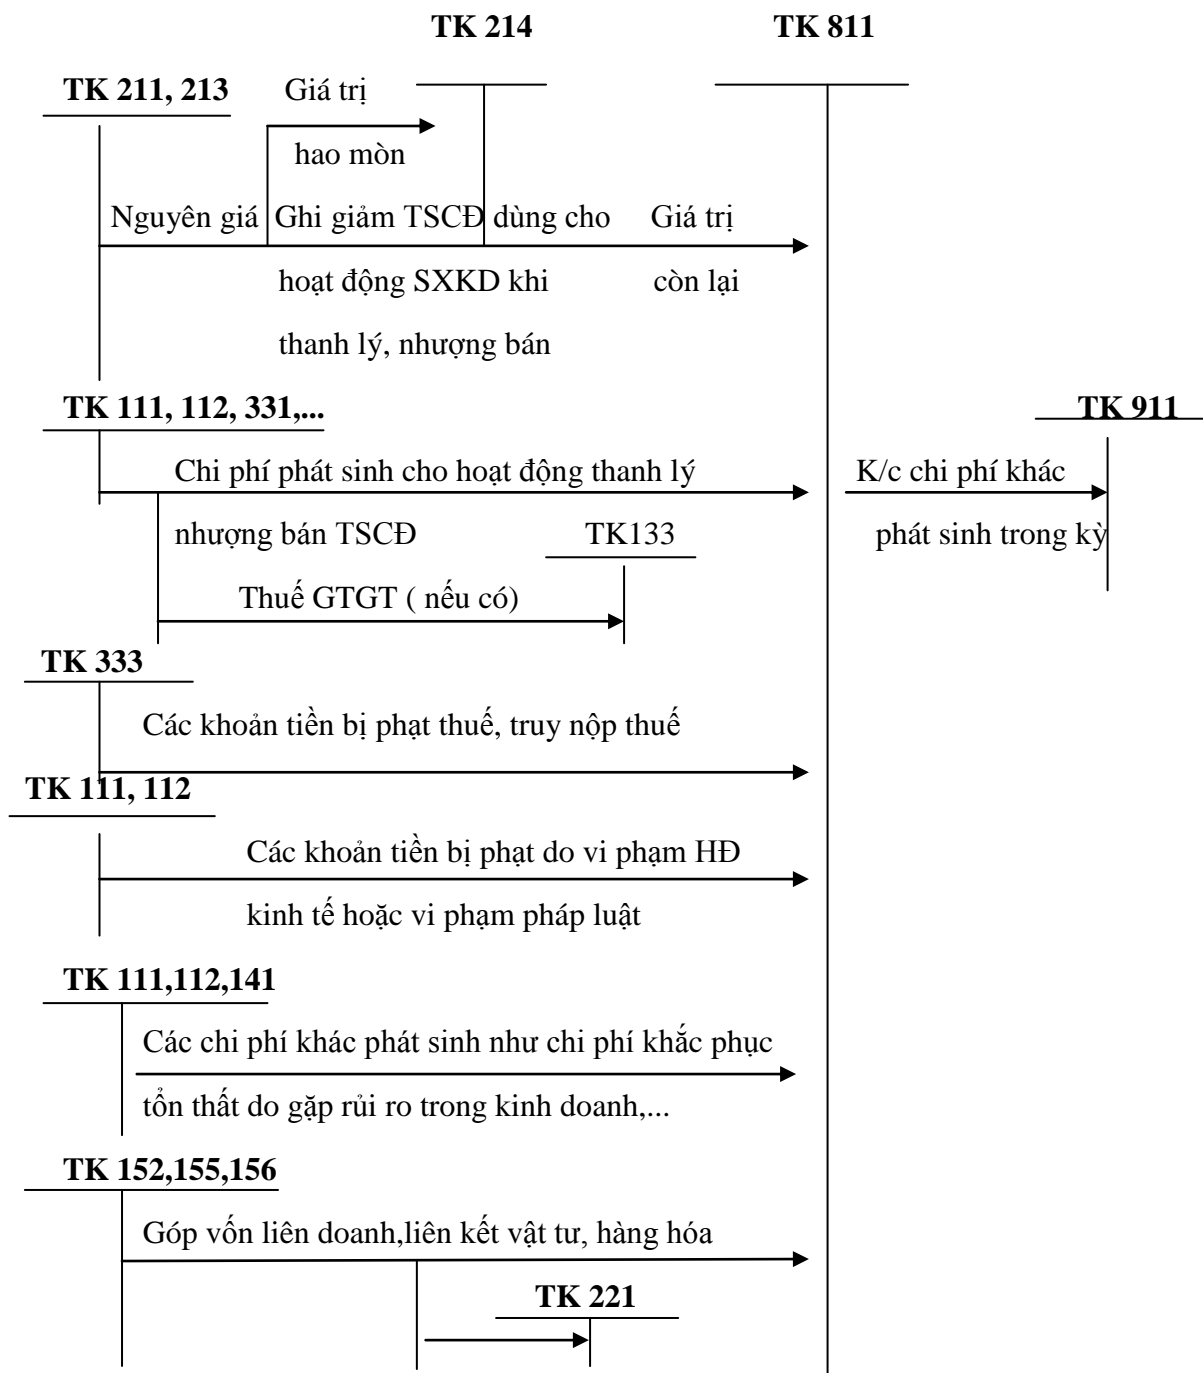 TK 214 TK 811
TK 211, 213 Giá trị
hao mòn
Nguyên giá Ghi giảm TSCĐ dùng cho Giá trị
hoạt động SXKD khi còn lại
thanh lý, nhượng bán
TK 111, 112, 331,... TK 911
Chi phí phát sinh cho hoạt động thanh lý K/c chi phí khác
nhượng bán TSCĐ TK133 phát sinh trong kỳ
Thuế GTGT ( nếu có)
TK 333
Các khoản tiền bị phạt thuế, truy nộp thuế
TK 111, 112
Các khoản tiền bị phạt do vi phạm HĐ
kinh tế hoặc vi phạm pháp luật
TK 111,112,141
Các chi phí khác phát sinh như chi phí khắc phục
tổn thất do gặp rủi ro trong kinh doanh,...
TK 152,155,156
Góp vốn liên doanh,liên kết vật tư, hàng hóa
TK 221